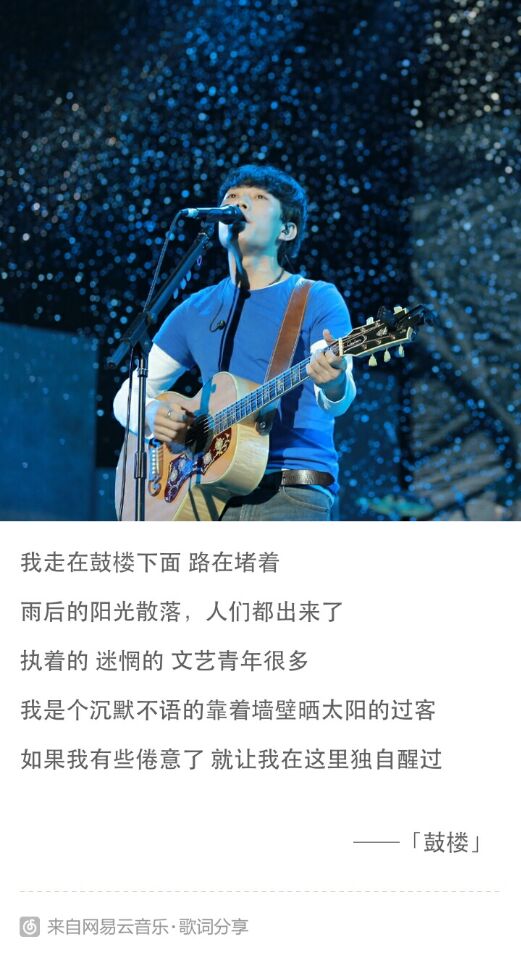 我走在鼓楼下面 路在堵着
雨后的阳光散落，人们都出来了
执着的 迷惘的 文艺青年很多
我是个沉默不语的靠着墙壁晒太阳的过客
如果我有些倦意了 就让我在这里独自醒过
——「鼓楼」
来自网易云音乐·歌词分享